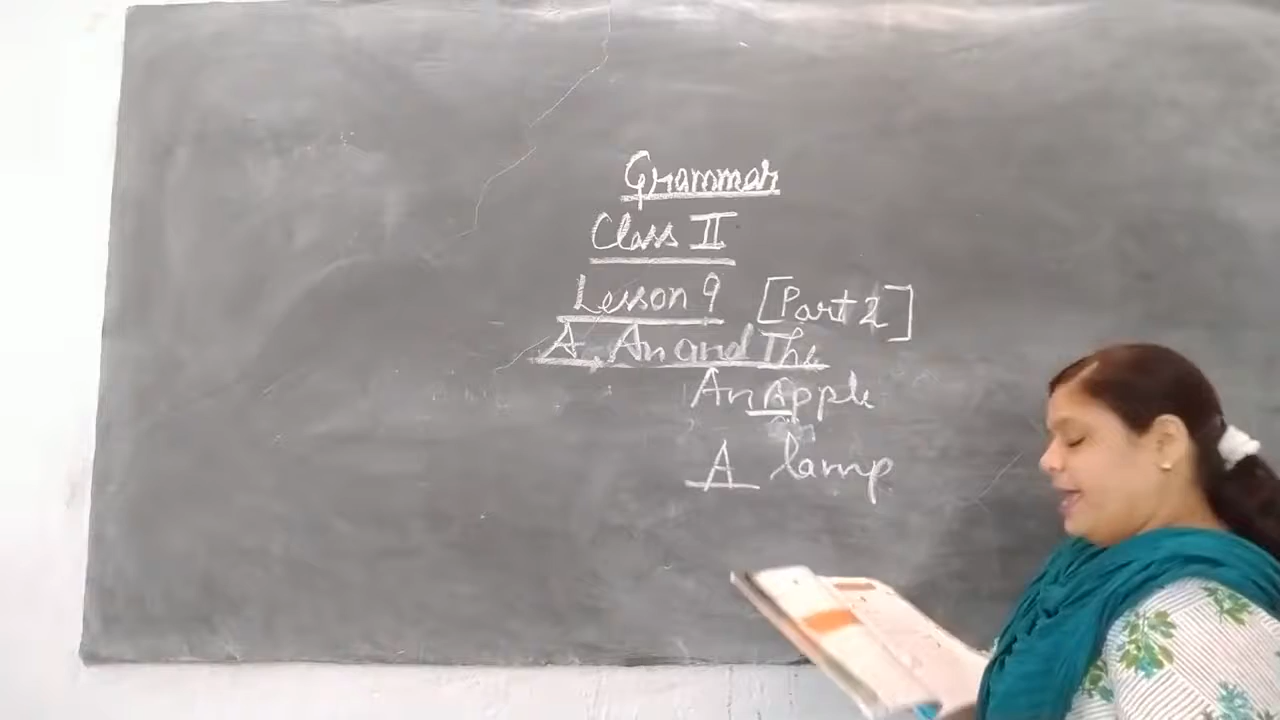 Grammar
Class II
Lesson 9 [Part 2]
A, An and The
An Apple
A lamp